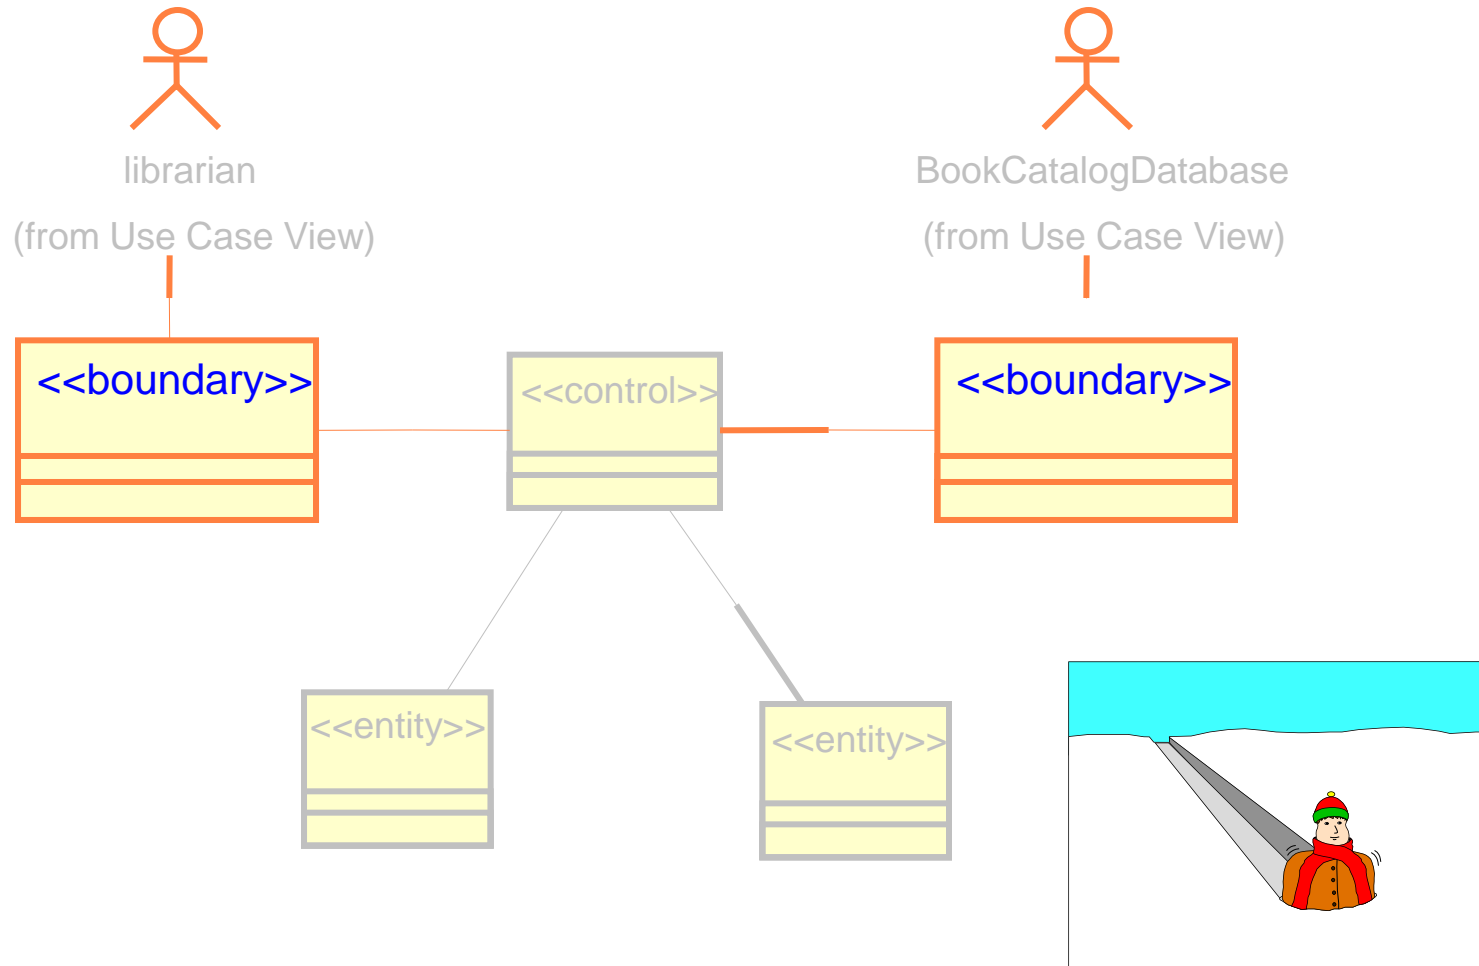 librarian
(from Use Case View)
BookCatalogDatabase
(from Use Case View)
<<boundary>>
<<control>>
<<boundary>>
<<entity>>
<<entity>>